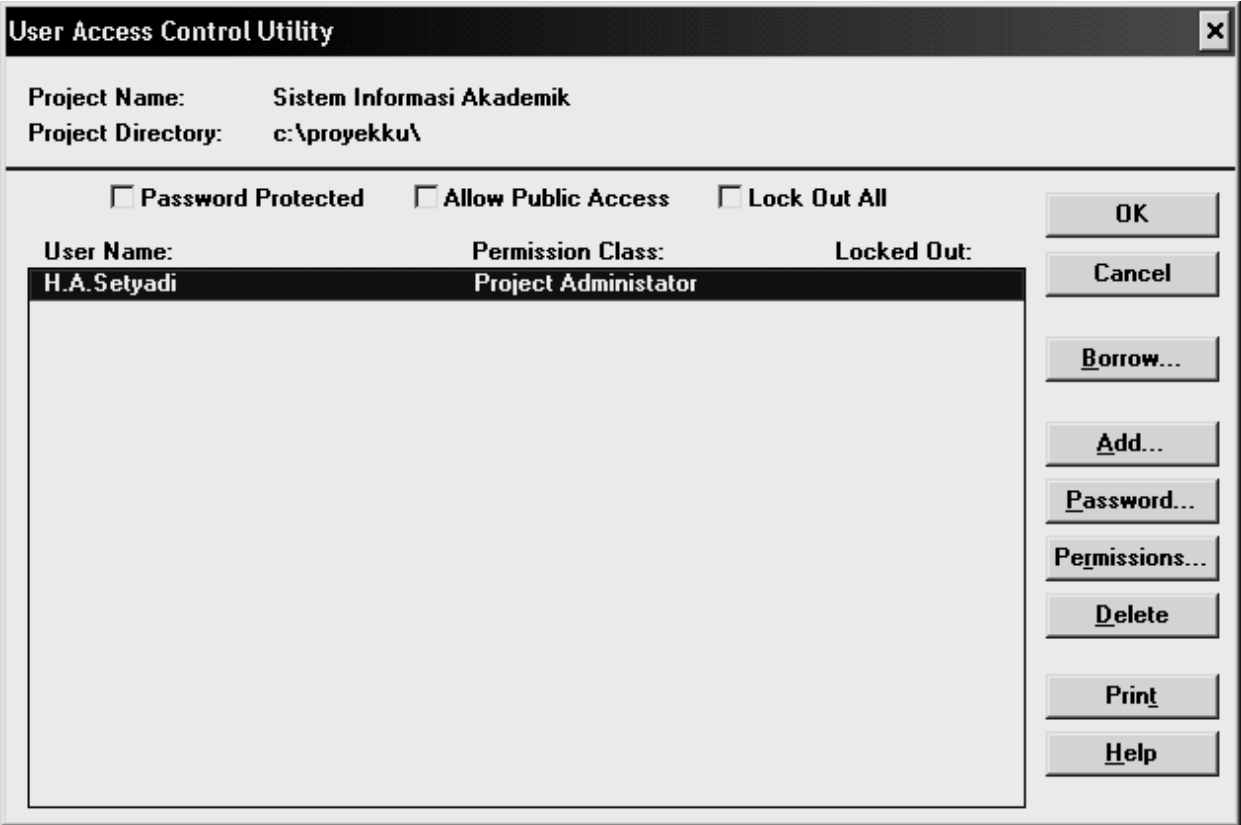 User Access Control Utility
Project Name: Sistem Informasi Akademik
Project Directory: c:\proyekku\
Password Protected Allow Public Access Lock Out All
User Name: Permission Class: Locked Out:
H.A.Setyadi Project Administator
OK
Cancel
Borrow...
Add...
Password...
Permissions...
Delete
Print
Help